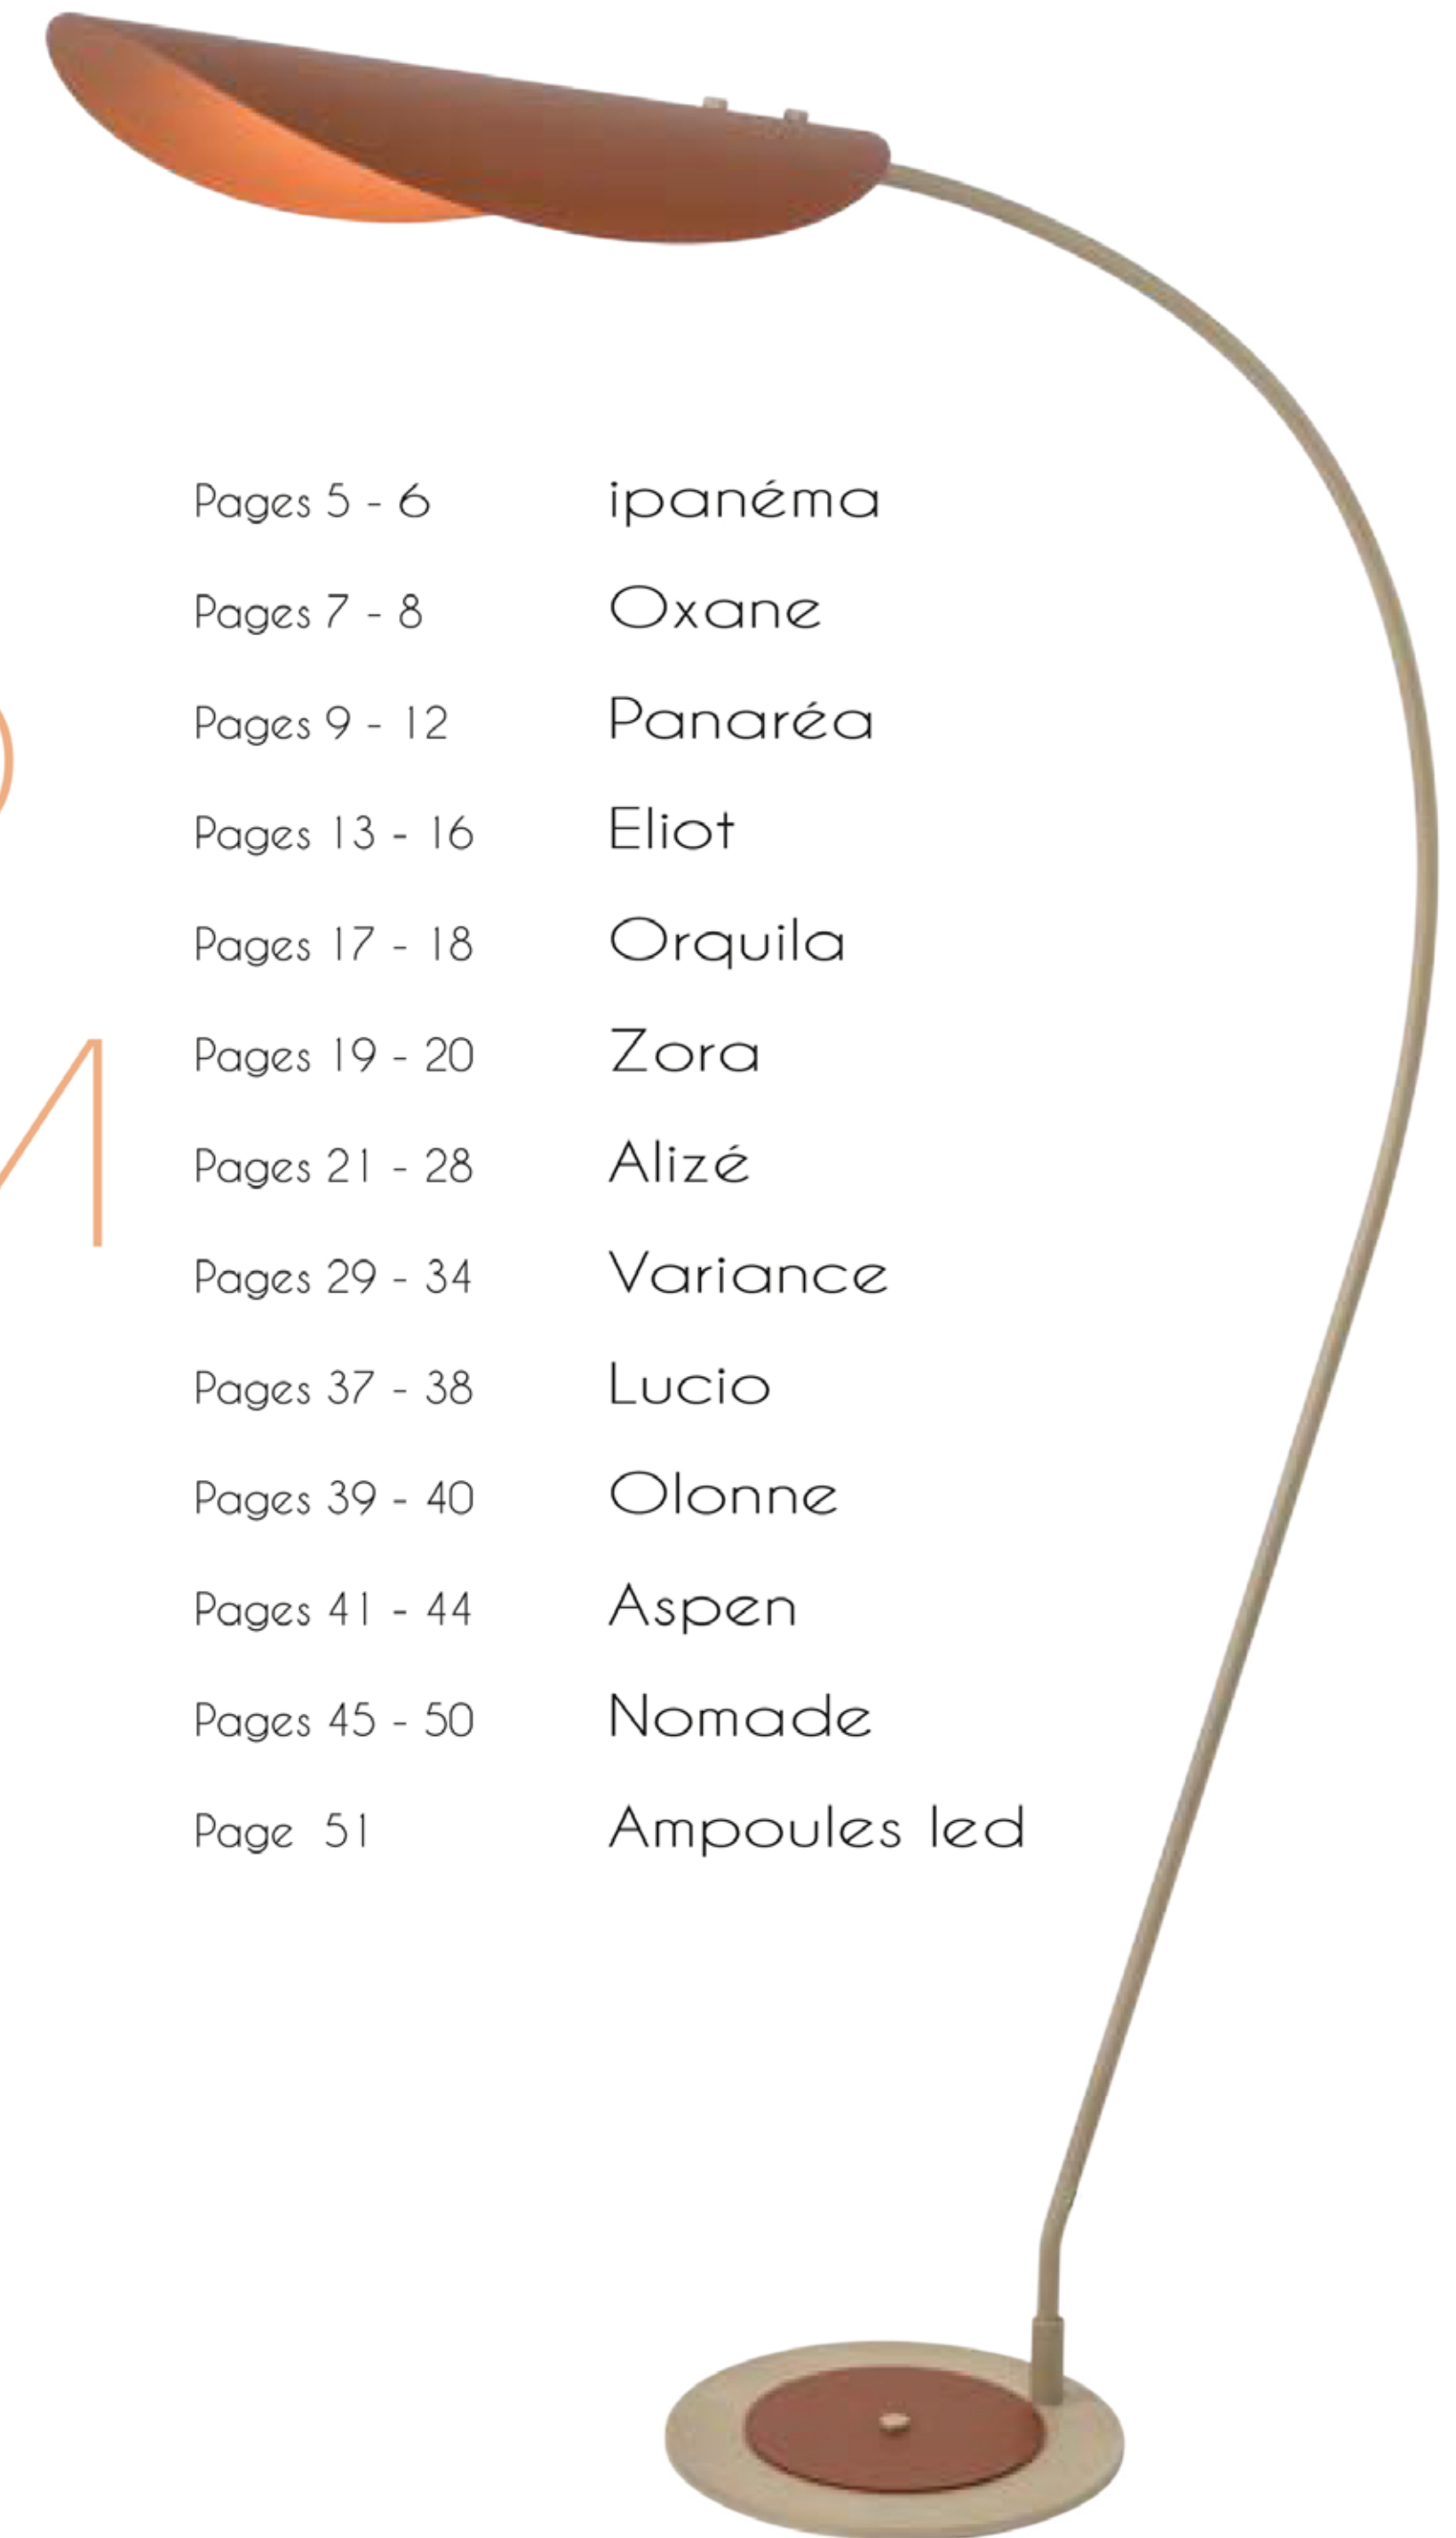 Pages 5 - 6 ipanéma
Pages 7 - 8 Oxane
Pages 9 - 12 Panaréa
Pages 13 - 16 Eliot
Pages 17 - 18 Orquila
Pages 19 - 20 Zora
Pages 21 - 28 Alizé
Pages 29 - 34 Variance
Pages 37 - 38 Lucio
Pages 39 - 40 Olonne
Pages 41 - 44 Aspen
Pages 45 - 50 Nomade
Page 51 Ampoules led